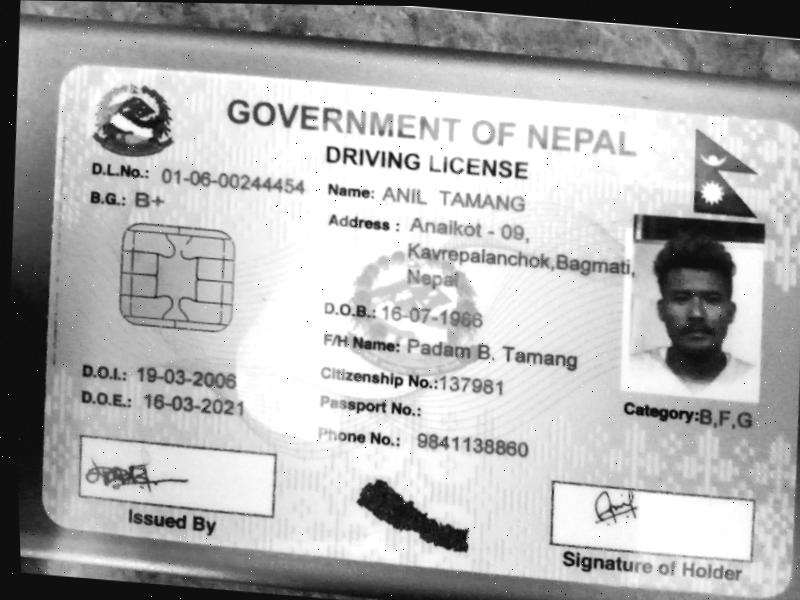 GOVERNMENT OF NEPAL
DRIVING LICENSE
D.L.No.: 01-06-00244454
B.G.: B+
Name: ANIL TAMANG
Address : Anaikot - 09,
Kavrepalanchok,Bagmati,
Nepal
D.O.B.: 16-07-1966
F/H Name: Padam B. Tamang
D.O.I.: 19-03-2006
D.O.E.: 16-03-2021
Citizenship No.:137981
Passport No.:
Phone No.: 9841138860
Category:B,F,G
Issued By
Signature of Holder